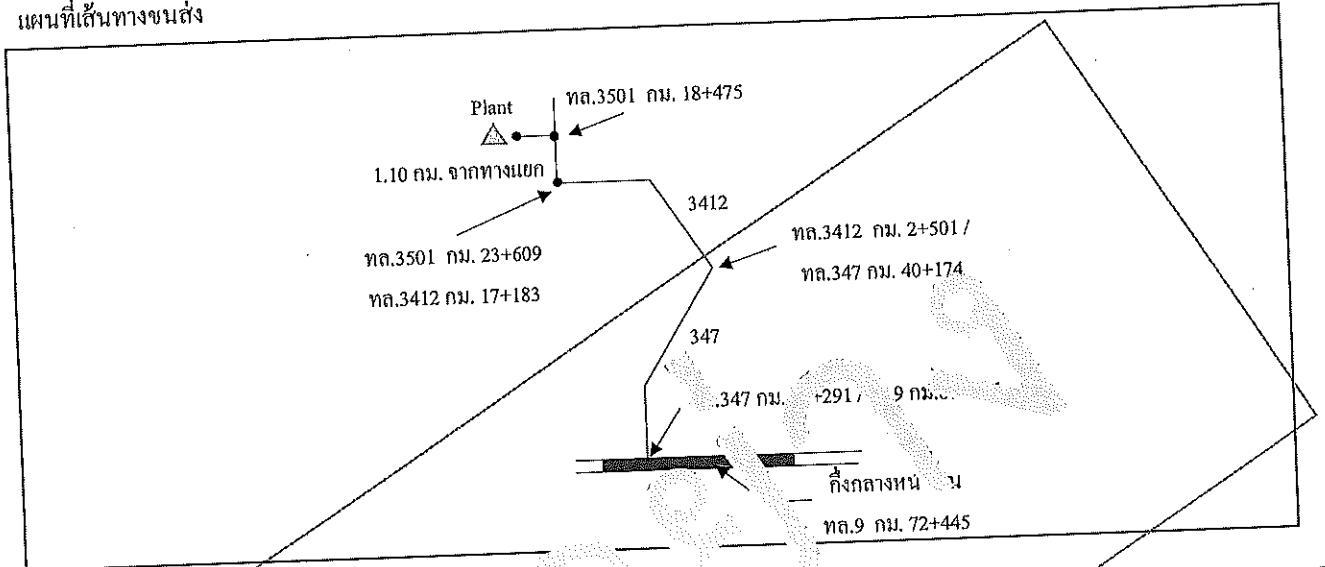 แผนที่เส้นทางขนส่ง
Plant
ทล.3501 กม. 18+475
1.10 กม. จากทางแยก
3412
ทล.3501 กม. 23+609
ทล.3412 กม. 17+183
ทล.3412 กม. 2+501 /
ทล.347 กม. 40+174
347
.347 กม. +291 / 9 กม.
กึ่งกลาง
ทล.9 กม. 72+445